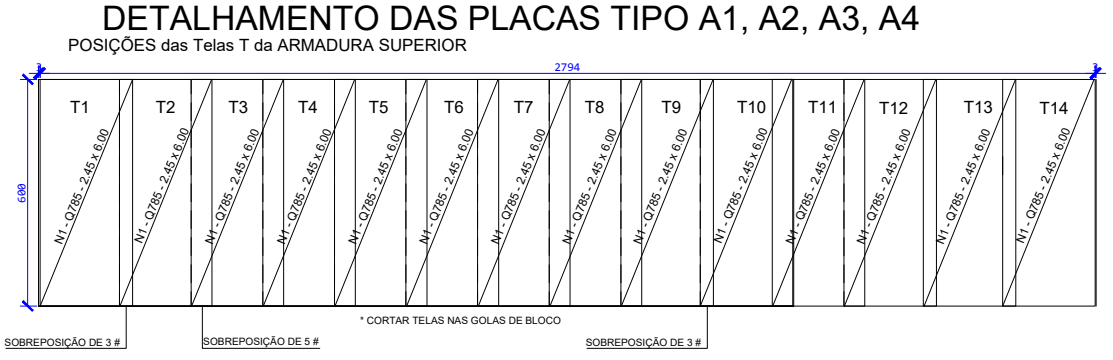 DETALHAMENTO DAS PLACAS TIPO A1, A2, A3, A4
POSIÇÕES das Telas T da ARMADURA SUPERIOR
3 2794 3
T1 T2 T3 T4 T5 T6 T7 T8 T9 T10 T11 T12 T13 T14
600
N1 - Q785 - 2.45 x 6.00
N1 - Q785 - 2.45 x 6.00
N1 - Q785 - 2.45 x 6.00
N1 - Q785 - 2.45 x 6.00
N1 - Q785 - 2.45 x 6.00
N1 - Q785 - 2.45 x 6.00
N1 - Q785 - 2.45 x 6.00
N1 - Q785 - 2.45 x 6.00
N1 - Q785 - 2.45 x 6.00
N1 - Q785 - 2.45 x 6.00
N1 - Q785 - 2.45 x 6.00
N1 - Q785 - 2.45 x 6.00
N1 - Q785 - 2.45 x 6.00
N1 - Q785 - 2.45 x 6.00
* CORTAR TELAS NAS GOLAS DE BLOCO
SOBREPOSIÇÃO DE 3 # SOBREPOSIÇÃO DE 5 # SOBREPOSIÇÃO DE 3 #